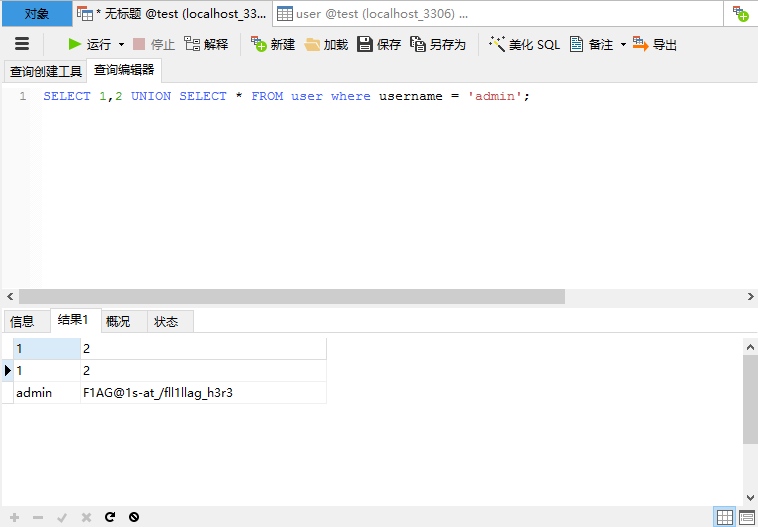 对象 * 无标题 @test (localhost_33... user @test (localhost_3306) ...
运行 停止 解释 新建 加载 保存 另存为 美化 SQL 备注 导出
查询创建工具 查询编辑器
1 SELECT 1,2 UNION SELECT * FROM user where username = 'admin';
信息 结果1 概况 状态
1 2
1 2
admin F1AG@1s-at_/fll1llag_h3r3